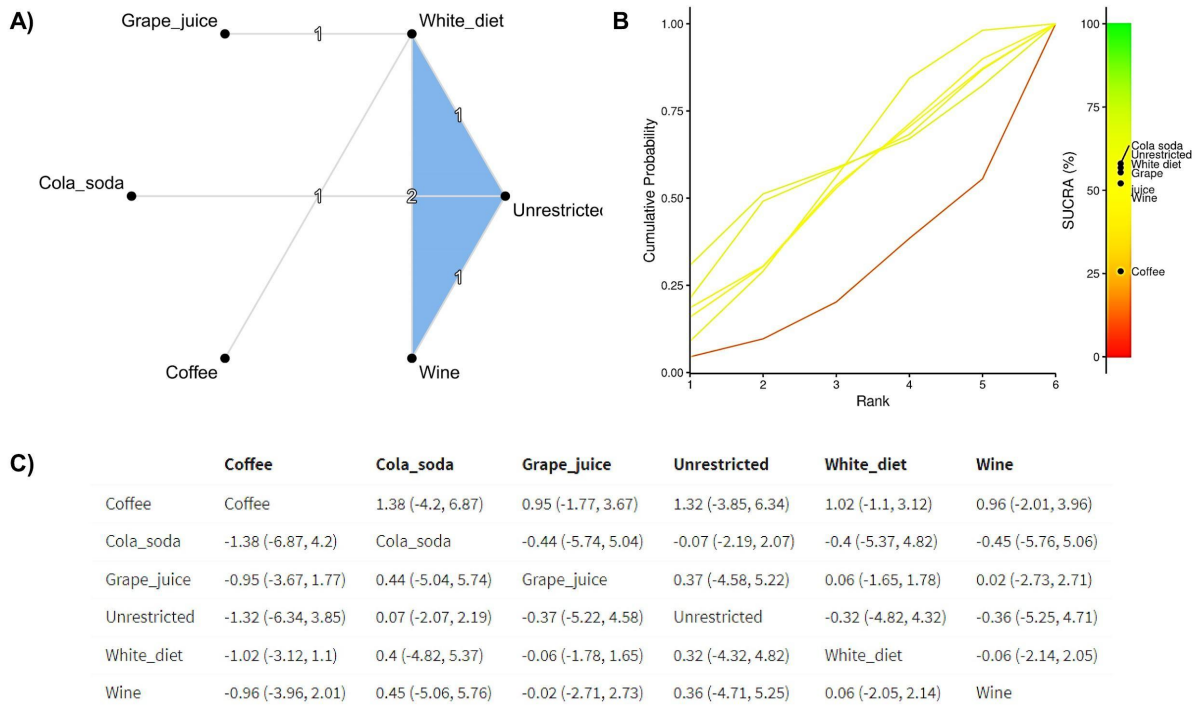 A)
Grape_juice
1
White_diet
1
Cola_soda
1
2
Unrestricted
1
Coffee
Wine
B
1.00
0.75
0.50
0.25
0.00
Cumulative Probability
1 2 3 4 5 6
Rank
100
75
50
25
0
SUCRA (%)
Cola soda
Unrestricted
White diet
Grape
juice
Wine
Coffee
C)
Coffee Cola_soda Grape_juice Unrestricted White_diet Wine
Coffee Coffee 1.38 (-4.2, 6.87) 0.95 (-1.77, 3.67) 1.32 (-3.85, 6.34) 1.02 (-1.1, 3.12) 0.96 (-2.01, 3.96)
Cola_soda -1.38 (-6.87, 4.2) Cola_soda -0.44 (-5.74, 5.04) -0.07 (-2.19, 2.07) -0.4 (-5.37, 4.82) -0.45 (-5.76, 5.06)
Grape_juice -0.95 (-3.67, 1.77) 0.44 (-5.04, 5.74) Grape_juice 0.37 (-4.58, 5.22) 0.06 (-1.65, 1.78) 0.02 (-2.73, 2.71)
Unrestricted -1.32 (-6.34, 3.85) 0.07 (-2.07, 2.19) -0.37 (-5.22, 4.58) Unrestricted -0.32 (-4.82, 4.32) -0.36 (-5.25, 4.71)
White_diet -1.02 (-3.12, 1.1) 0.4 (-4.82, 5.37) -0.06 (-1.78, 1.65) 0.32 (-4.32, 4.82) White_diet -0.06 (-2.14, 2.05)
Wine -0.96 (-3.96, 2.01) 0.45 (-5.06, 5.76) -0.02 (-2.71, 2.73) 0.36 (-4.71, 5.25) 0.06 (-2.05, 2.14) Wine